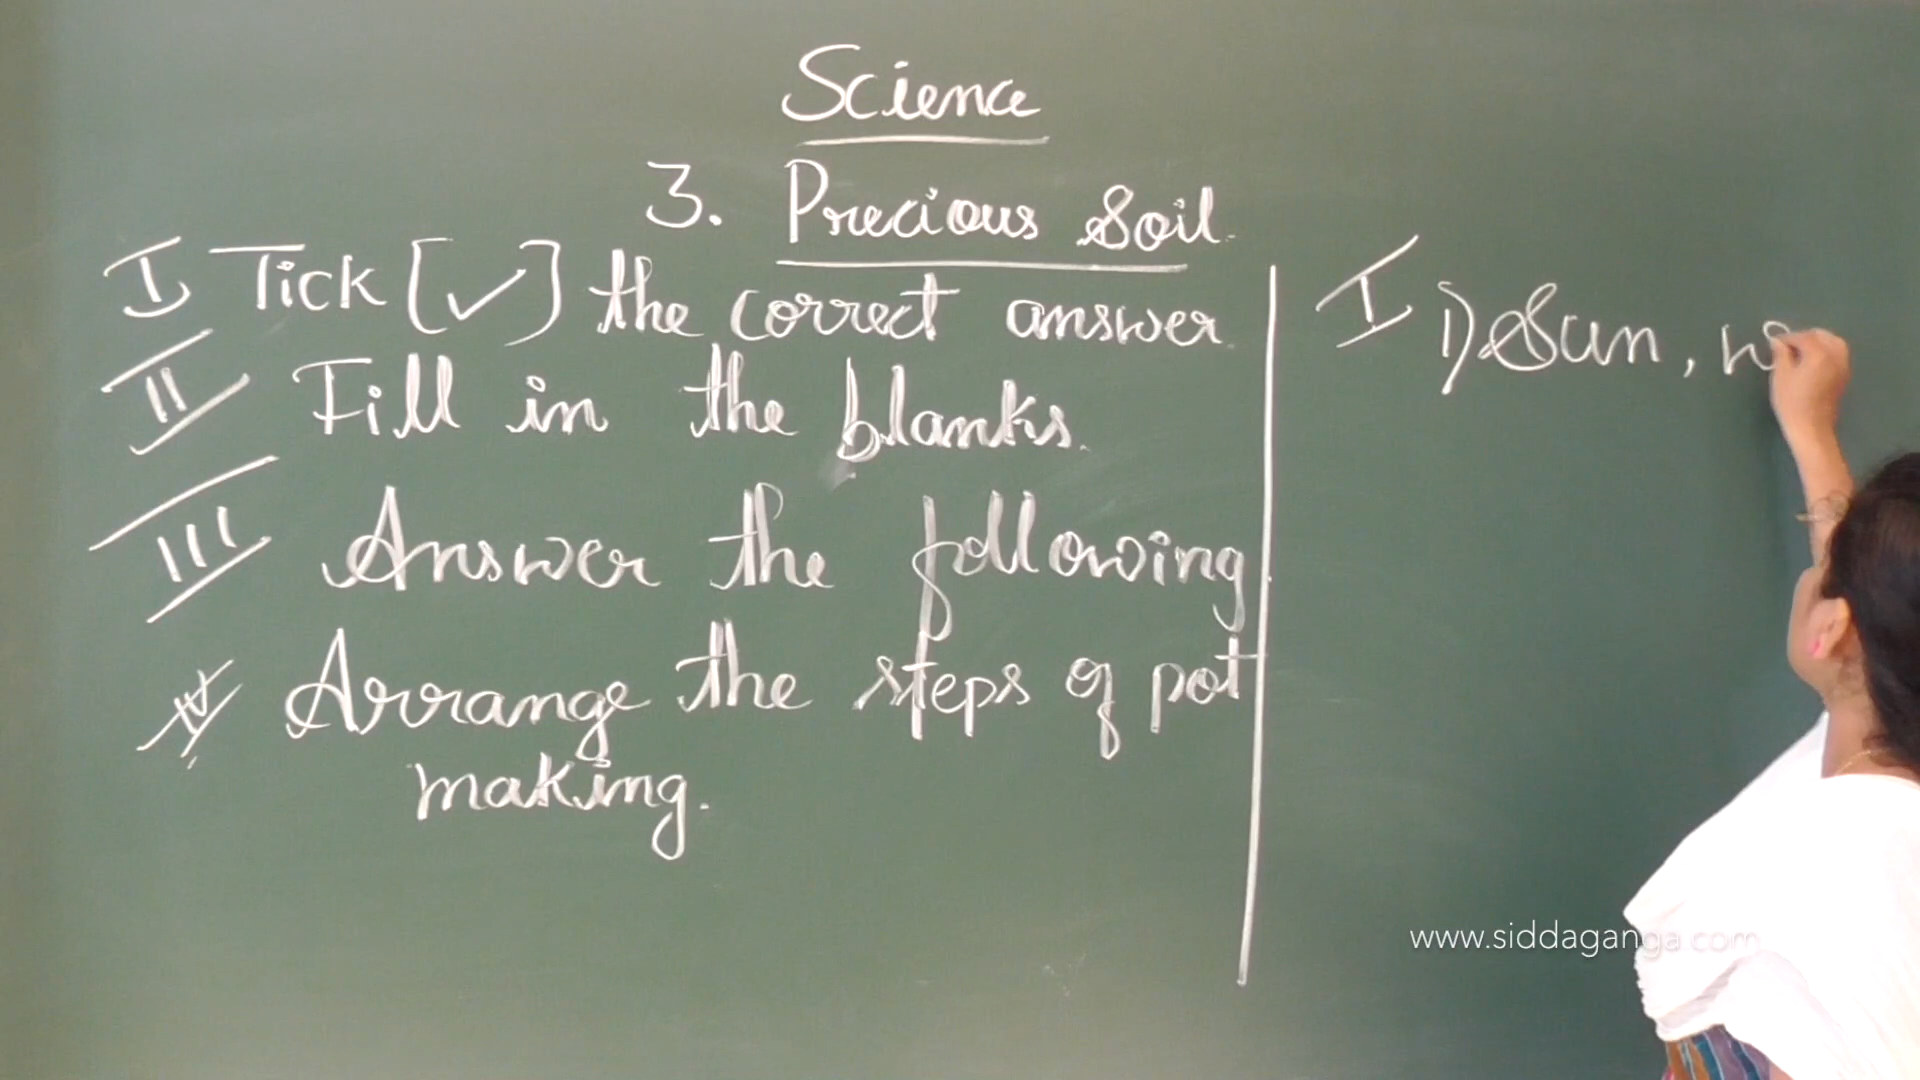 Science
3. Precious Soil.
I Tick [✓] the correct answer.
II Fill in the blanks.
III Answer the following
IV Arrange the steps of pot
making.
I 1) Sun,
www.siddaganga.com